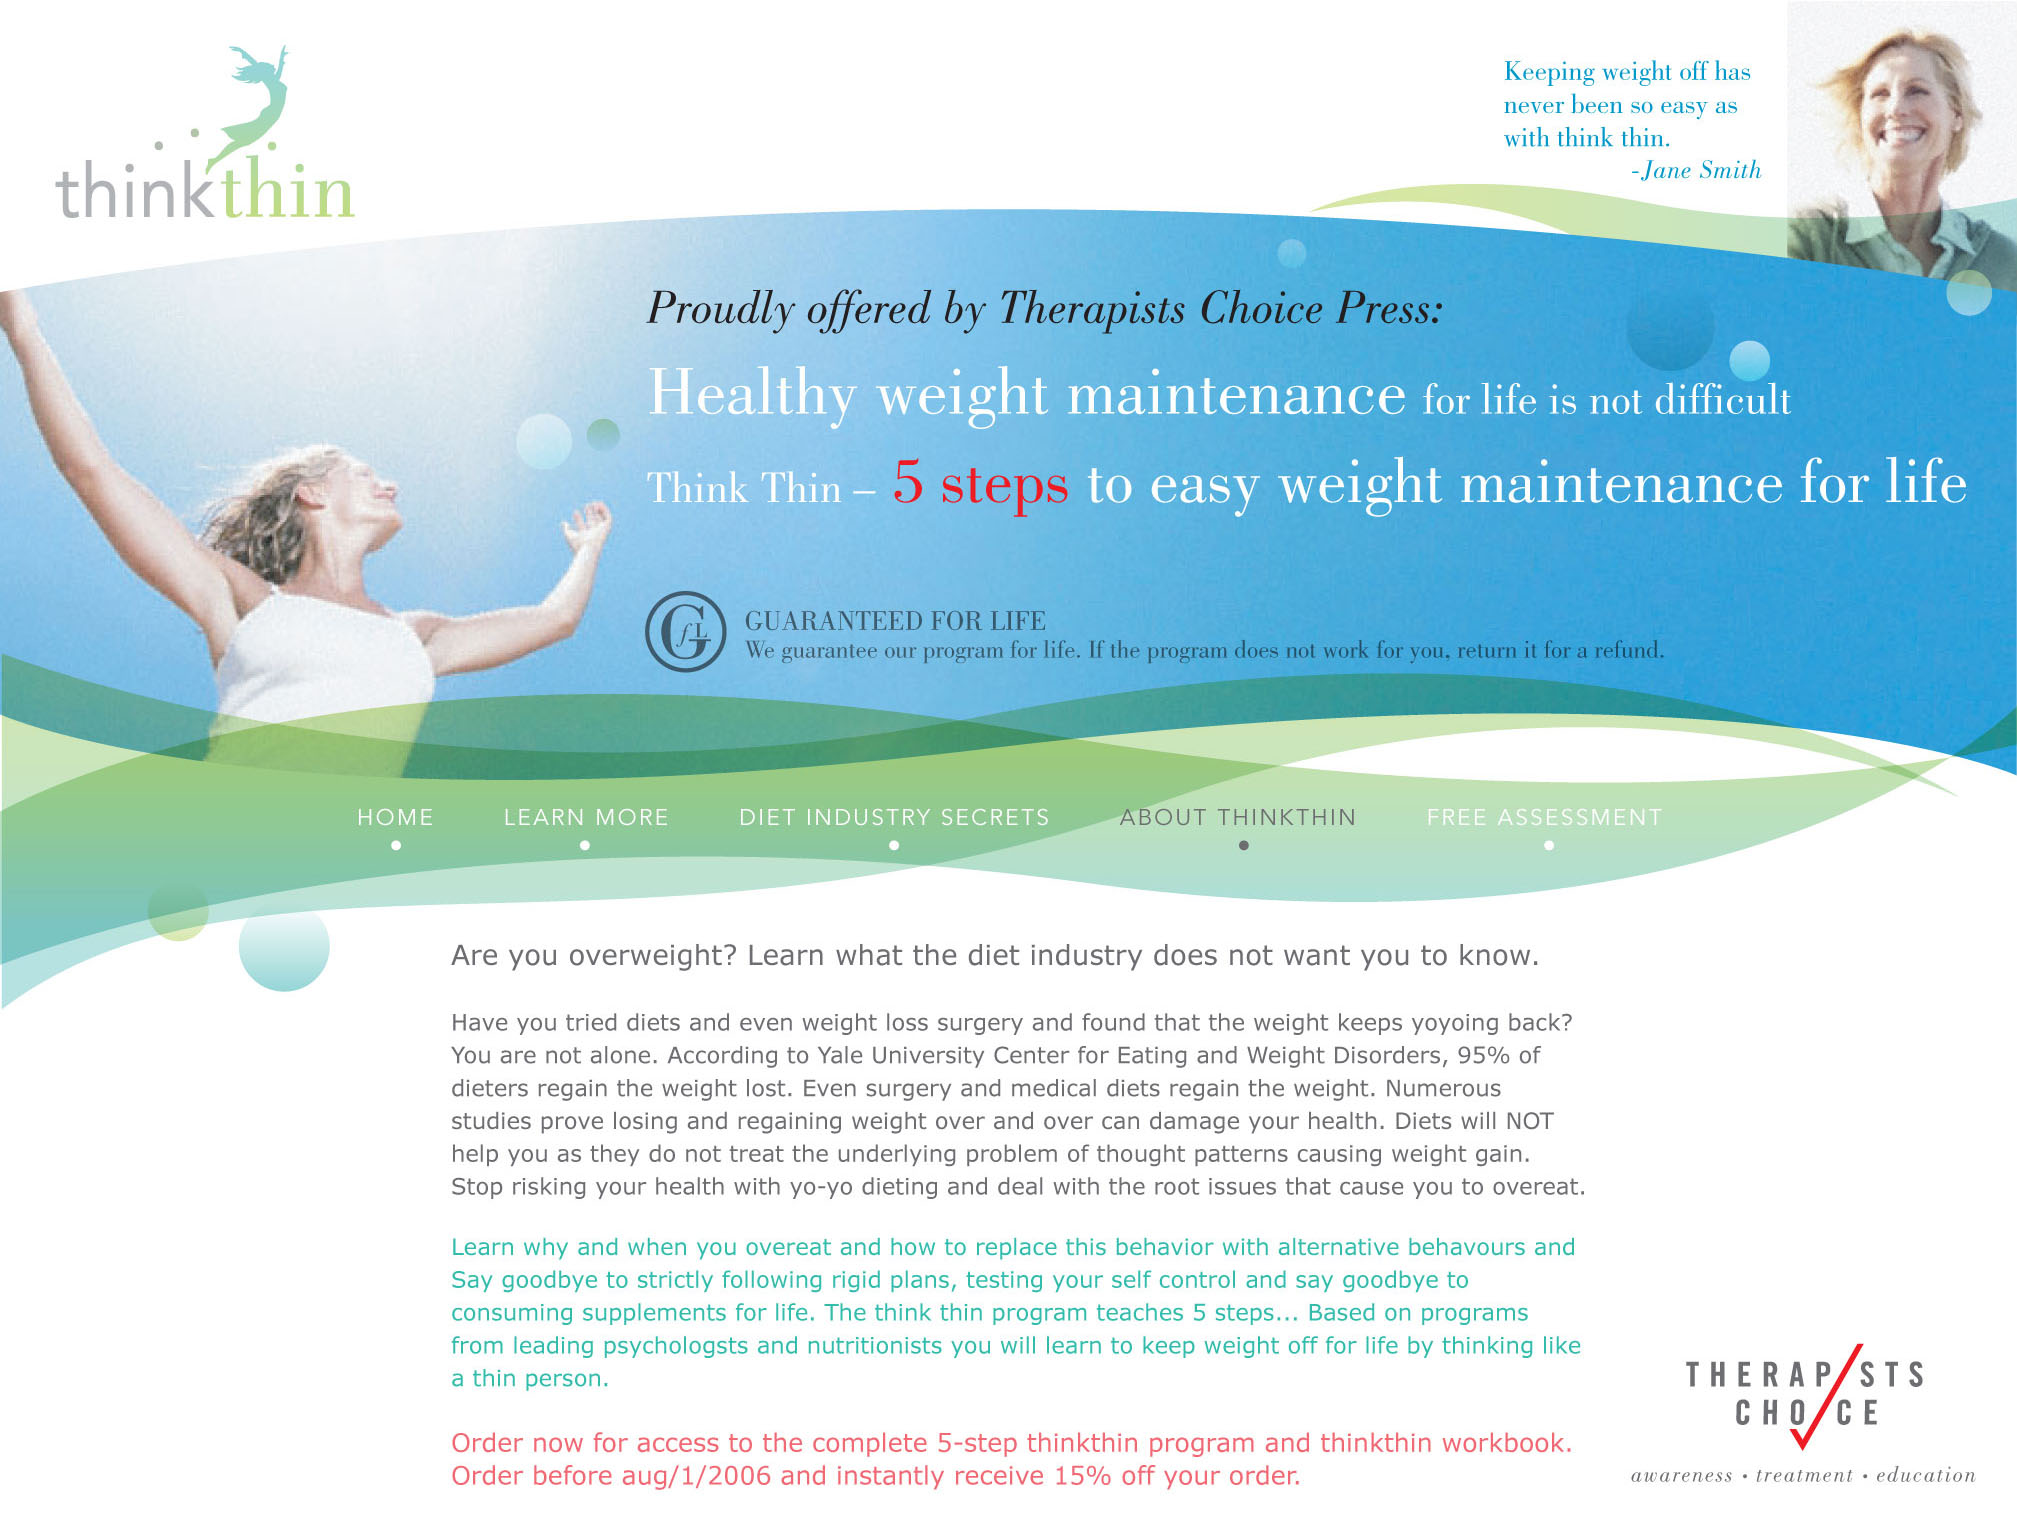 thinkthin
Keeping weight off has
never been so easy as
with think thin.
-Jane Smith
Proudly offered by Therapists Choice Press:
Healthy weight maintenance for life is not difficult
Think Thin – 5 steps to easy weight maintenance for life
GfL
GUARANTEED FOR LIFE
We guarantee our program for life. If the program does not work for you, return it for a refund.
HOME LEARN MORE DIET INDUSTRY SECRETS ABOUT THINKTHIN FREE ASSESSMENT
Are you overweight? Learn what the diet industry does not want you to know.
Have you tried diets and even weight loss surgery and found that the weight keeps yoyoing back?
You are not alone. According to Yale University Center for Eating and Weight Disorders, 95% of
dieters regain the weight lost. Even surgery and medical diets regain the weight. Numerous
studies prove losing and regaining weight over and over can damage your health. Diets will NOT
help you as they do not treat the underlying problem of thought patterns causing weight gain.
Stop risking your health with yo-yo dieting and deal with the root issues that cause you to overeat.
Learn why and when you overeat and how to replace this behavior with alternative behavours and
Say goodbye to strictly following rigid plans, testing your self control and say goodbye to
consuming supplements for life. The think thin program teaches 5 steps... Based on programs
from leading psychologsts and nutritionists you will learn to keep weight off for life by thinking like
a thin person.
Order now for access to the complete 5-step thinkthin program and thinkthin workbook.
Order before aug/1/2006 and instantly receive 15% off your order.
THERAPISTS
CHOICE
awareness • treatment • education